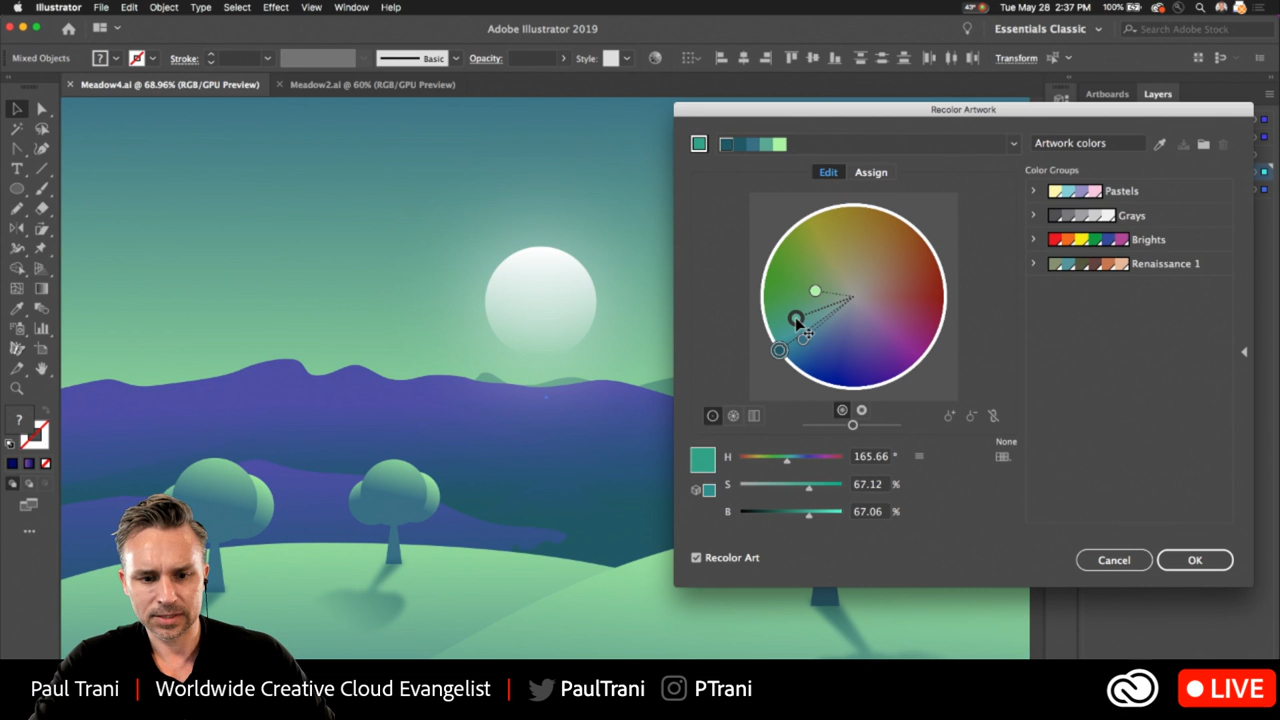 Illustrator File Edit Object Type Select Effect View Window Help
43° Tue May 28 2:37 PM 100%
Adobe Illustrator 2019
Essentials Classic
Search Adobe Stock
Mixed Objects ? Stroke: Basic Opacity: Style: Transform
Meadow4.ai @ 68.96% (RGB/GPU Preview)
Meadow2.ai @ 60% (RGB/GPU Preview)
Artboards Layers
Recolor Artwork
Artwork colors
Edit Assign
Color Groups
Pastels
Grays
Brights
Renaissance 1
None
H 165.66 °
S 67.12 %
B 67.06 %
?
Recolor Art
Cancel OK
Paul Trani | Worldwide Creative Cloud Evangelist | PaulTrani PTrani
LIVE